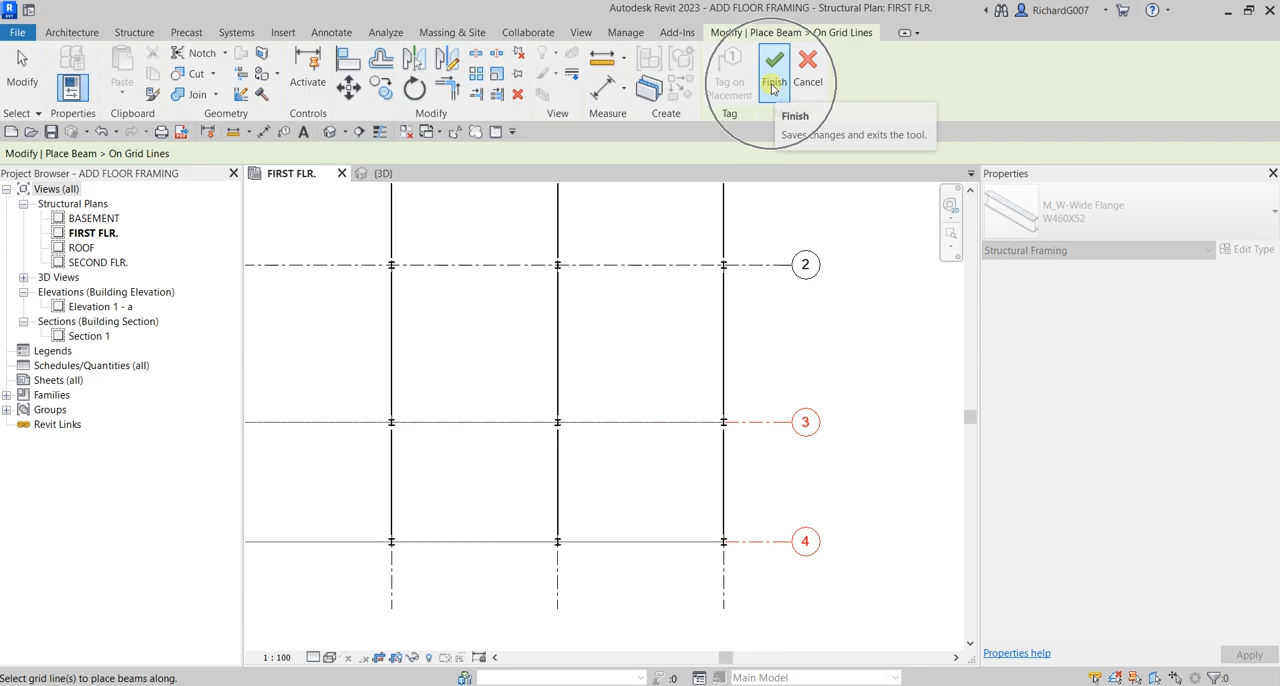 Autodesk Revit 2023 - ADD FLOOR FRAMING - Structural Plan: FIRST FLR.
RichardG007
File Architecture Structure Precast Systems Insert Annotate Analyze Massing & Site Collaborate View Manage Add-Ins Modify | Place Beam > On Grid Lines
Modify
Paste
Notch
Cut
Join
Activate
Tag on
Placement
Finish
Cancel
Select Properties Clipboard Geometry Controls Modify View Measure Create Tag
Finish
Saves changes and exits the tool.
Modify | Place Beam > On Grid Lines
Project Browser - ADD FLOOR FRAMING
Views (all)
Structural Plans
BASEMENT
FIRST FLR.
ROOF
SECOND FLR.
3D Views
Elevations (Building Elevation)
Elevation 1 - a
Sections (Building Section)
Section 1
Legends
Schedules/Quantities (all)
Sheets (all)
Families
Groups
Revit Links
FIRST FLR.
{3D}
2
3
4
1 : 100
Properties
M_W-Wide Flange
W460X52
Structural Framing
Edit Type
Properties help
Apply
Select grid line(s) to place beams along.
:0
Main Model
:0